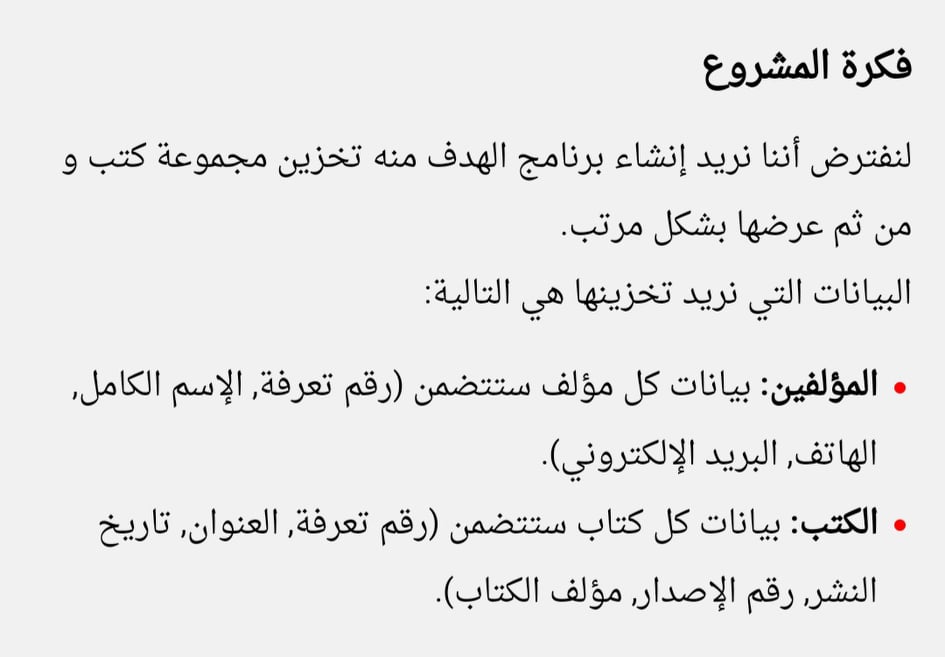 فكرة المشروع
لنفترض أننا نريد إنشاء برنامج الهدف منه تخزين مجموعة كتب و
من ثم عرضها بشكل مرتب.
البيانات التي نريد تخزينها هي التالية:
• المؤلفين: بيانات كل مؤلف ستتضمن (رقم تعرفة, الإسم الكامل,
الهاتف, البريد الإلكتروني).
• الكتب: بيانات كل كتاب ستتضمن (رقم تعرفة, العنوان, تاريخ
النشر, رقم الإصدار, مؤلف الكتاب).